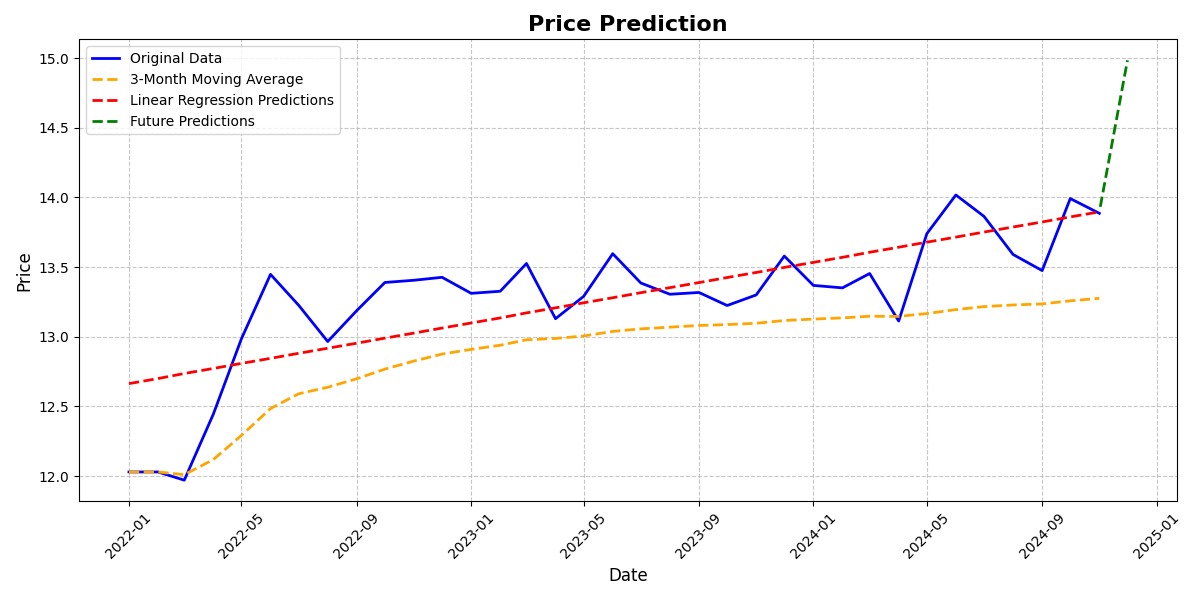 Price Prediction
Original Data
3-Month Moving Average
Linear Regression Predictions
Future Predictions
Price
15.0
14.5
14.0
13.5
13.0
12.5
12.0
2022-01
2022-05
2022-09
2023-01
2023-05
2023-09
2024-01
2024-05
2024-09
2025-01
Date